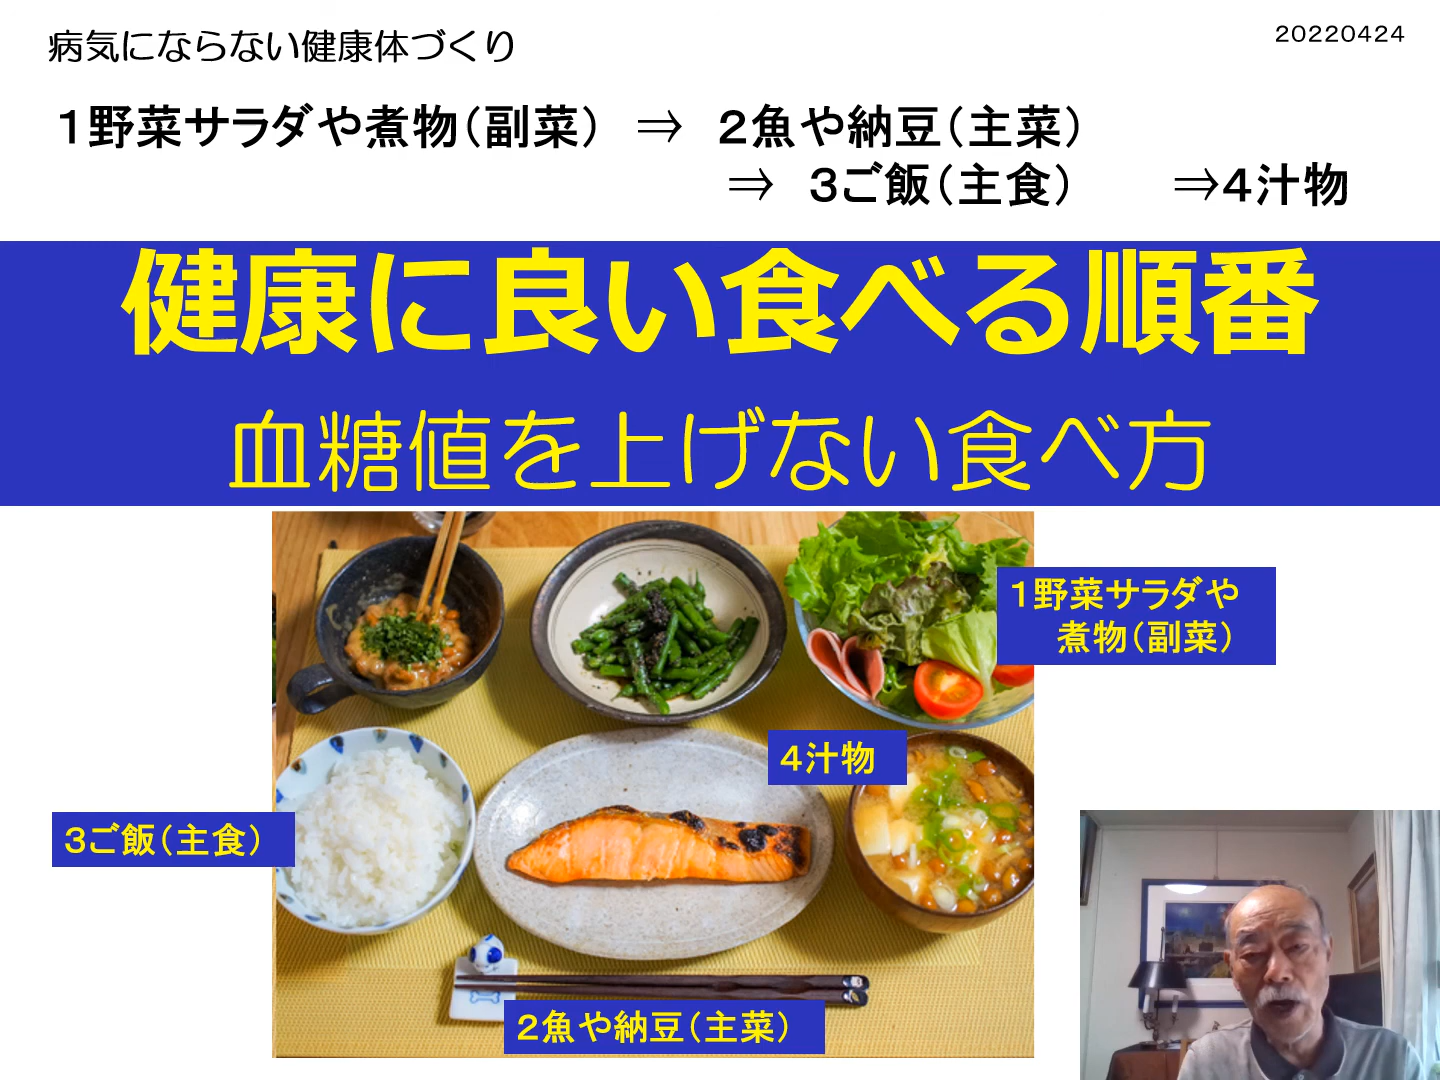 病気にならない健康体づくり
20220424
１野菜サラダや煮物（副菜） ⇒ ２魚や納豆（主菜）
⇒ ３ご飯（主食） ⇒４汁物
健康に良い食べる順番
血糖値を上げない食べ方
１野菜サラダや
煮物（副菜）
４汁物
３ご飯（主食）
２魚や納豆（主菜）